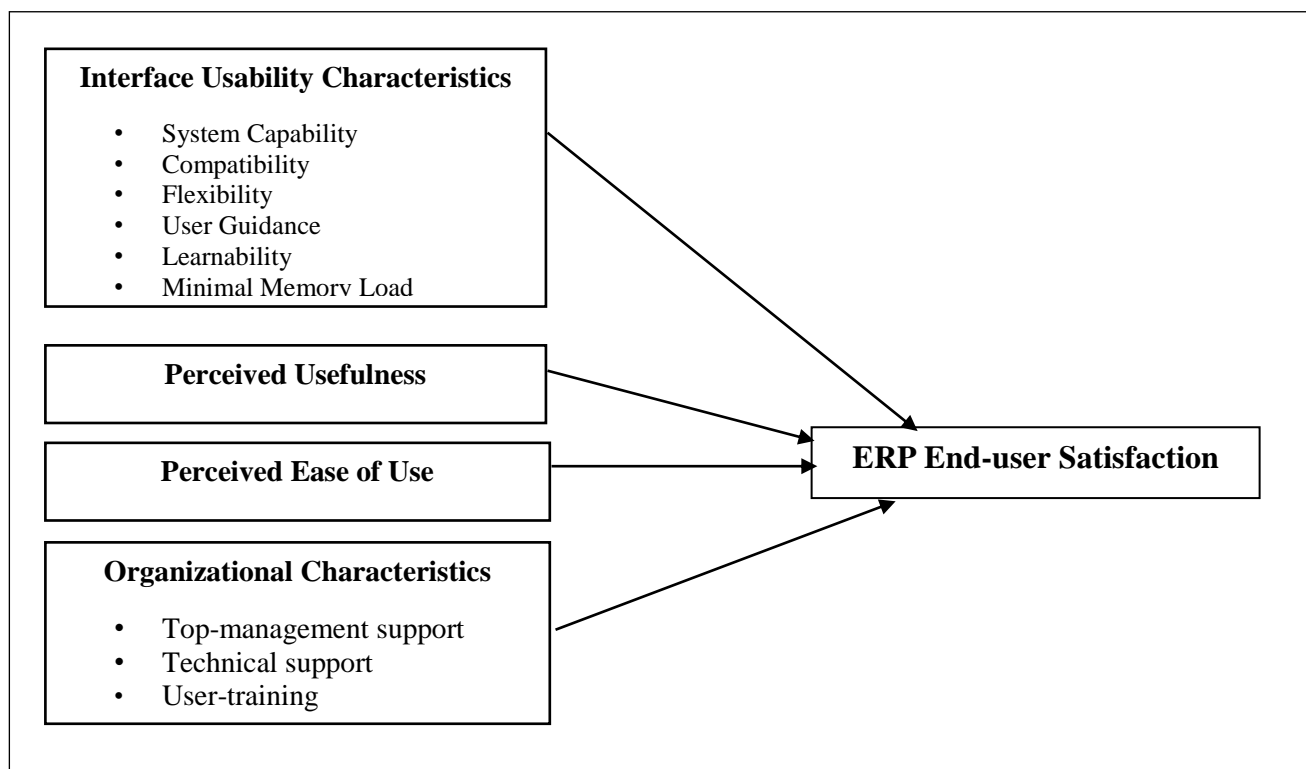 Interface Usability Characteristics
• System Capability
• Compatibility
• Flexibility
• User Guidance
• Learnability
• Minimal Memory Load
Perceived Usefulness
Perceived Ease of Use
ERP End-user Satisfaction
Organizational Characteristics
• Top-management support
• Technical support
• User-training